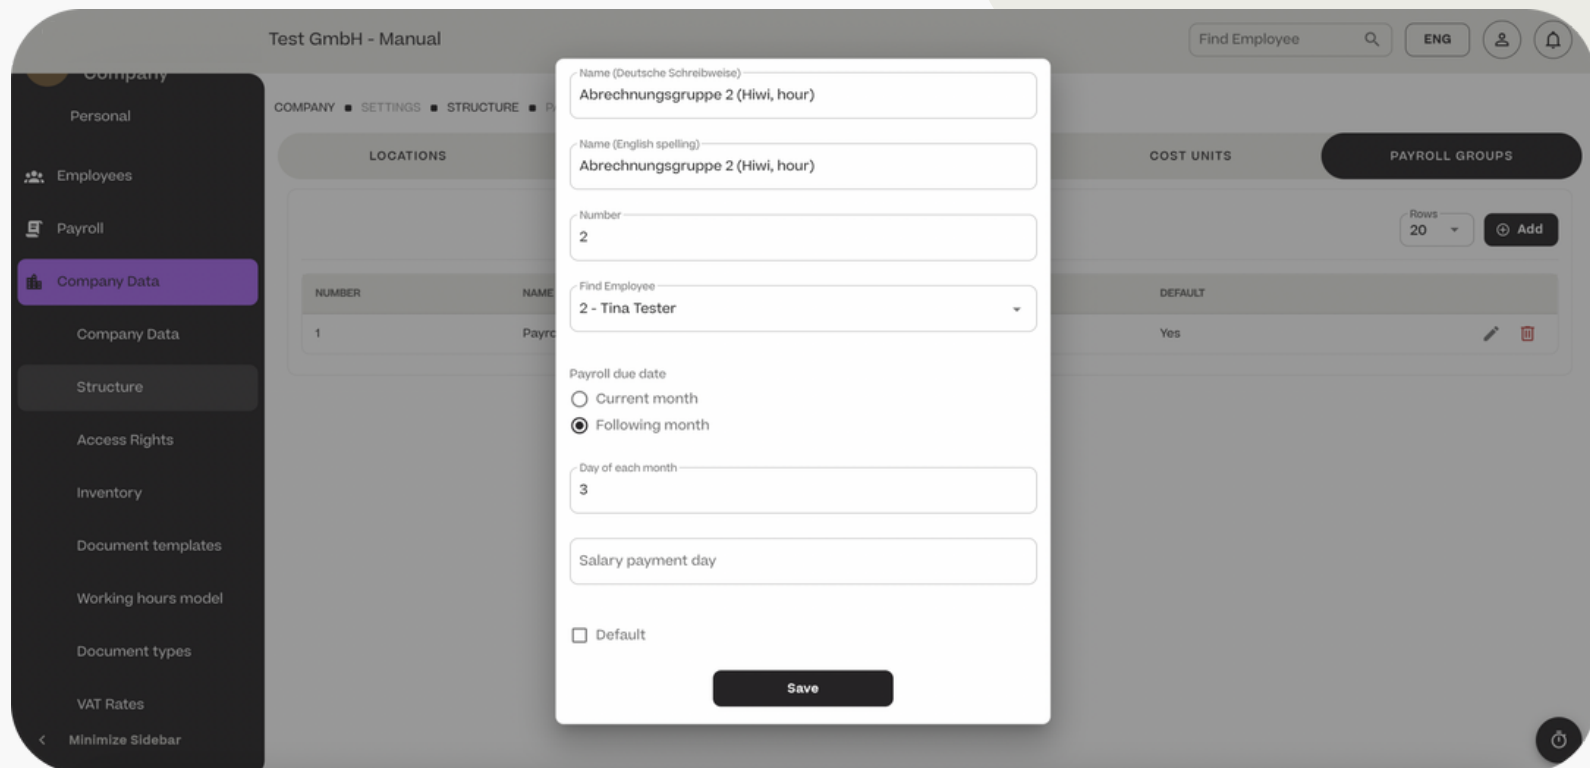 Test GmbH - Manual
Find Employee
ENG
Company
Personal
Employees
Payroll
Company Data
Company Data
Structure
Access Rights
Inventory
Document templates
Working hours model
Document types
VAT Rates
Minimize Sidebar
COMPANY ■ SETTINGS ■ STRUCTURE ■
LOCATIONS
COST UNITS
PAYROLL GROUPS
Rows
20
Add
NUMBER
NAME
DEFAULT
1
Yes
Name (Deutsche Schreibweise)
Abrechnungsgruppe 2 (Hiwi, hour)
Name (English spelling)
Abrechnungsgruppe 2 (Hiwi, hour)
Number
2
Find Employee
2 - Tina Tester
Payroll due date
Current month
Following month
Day of each month
3
Salary payment day
Default
Save